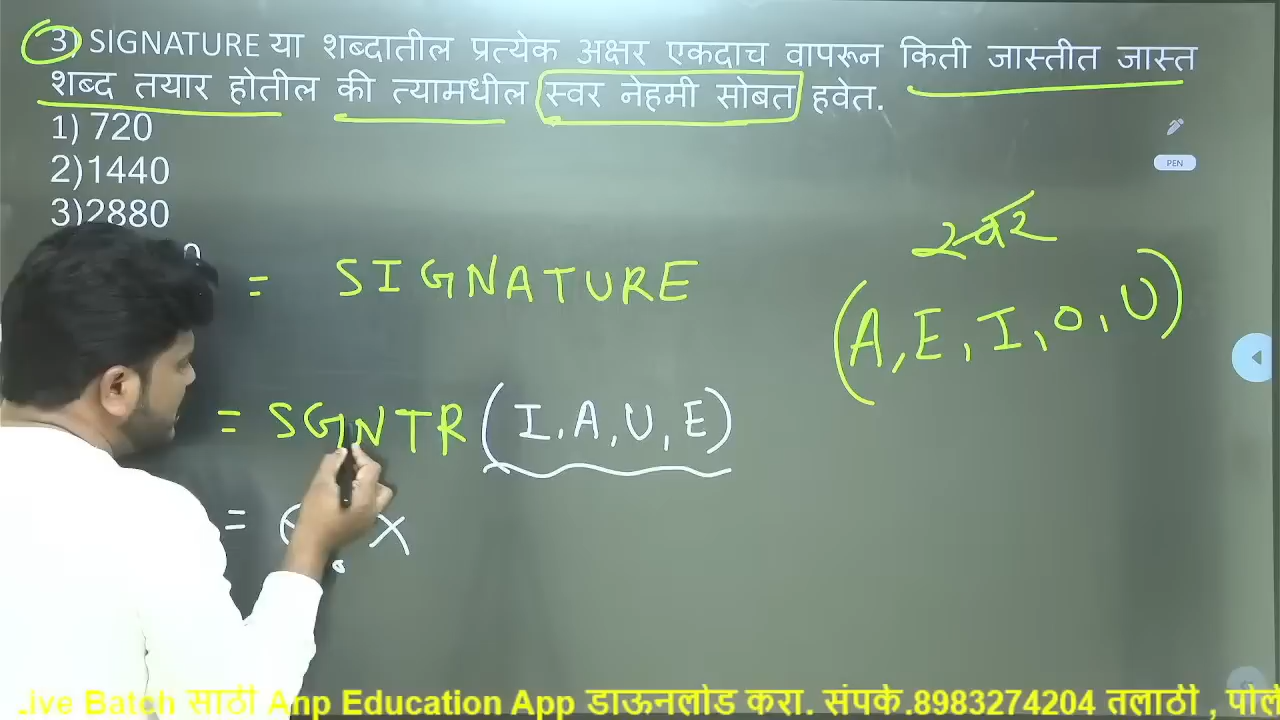 3) SIGNATURE या शब्दातील प्रत्येक अक्षर एकदाच वापरून किती जास्तीत जास्त
शब्द तयार होतील की त्यामधील स्वर नेहमी सोबत हवेत.
1) 720
2)1440
3)2880
PEN
स्वर
= SIGNATURE
(A, E, I, O, U)
= SGNTR (I, A, U, E)
= X
Live Batch साठी Anp Education App डाऊनलोड करा. संपर्क.8983274204 तलाठी ,